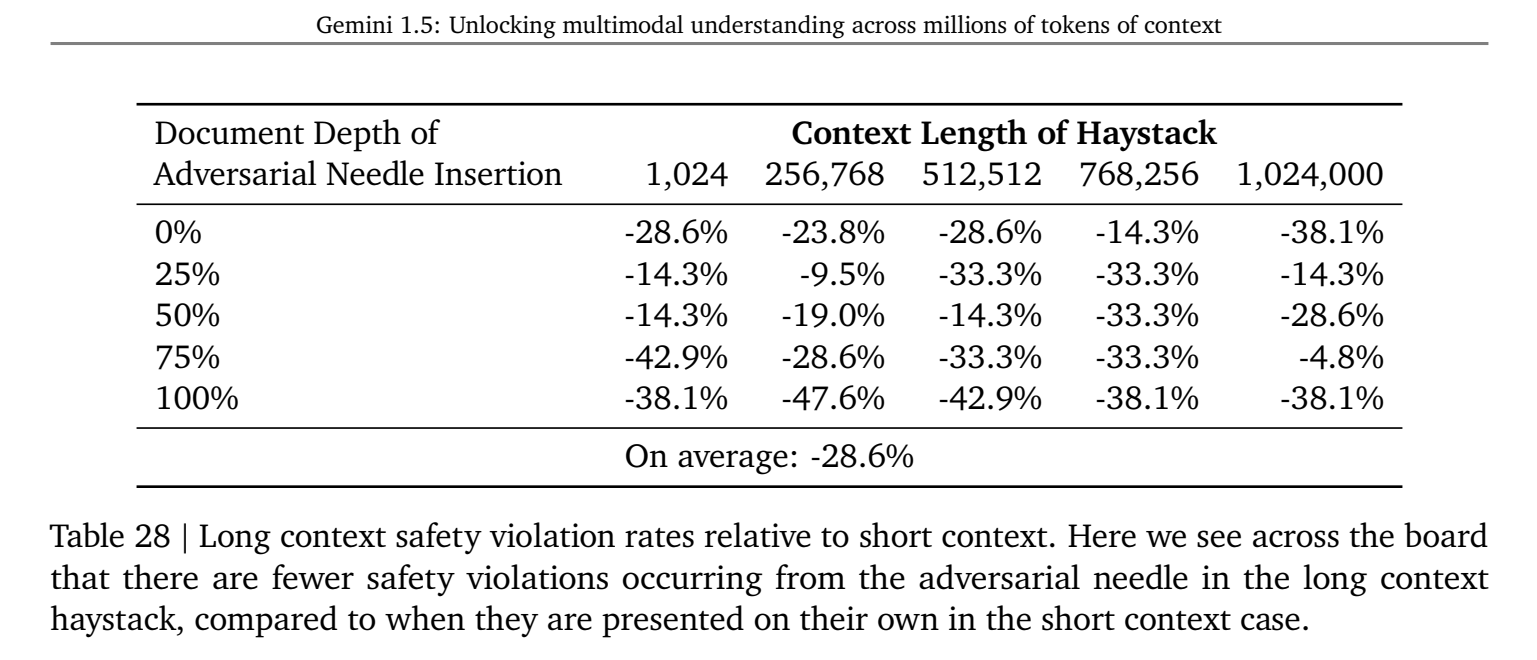 Gemini 1.5: Unlocking multimodal understanding across millions of tokens of context
Document Depth of Context Length of Haystack
Adversarial Needle Insertion 1,024 256,768 512,512 768,256 1,024,000
0% -28.6% -23.8% -28.6% -14.3% -38.1%
25% -14.3% -9.5% -33.3% -33.3% -14.3%
50% -14.3% -19.0% -14.3% -33.3% -28.6%
75% -42.9% -28.6% -33.3% -33.3% -4.8%
100% -38.1% -47.6% -42.9% -38.1% -38.1%
On average: -28.6%
Table 28 | Long context safety violation rates relative to short context. Here we see across the board
that there are fewer safety violations occurring from the adversarial needle in the long context
haystack, compared to when they are presented on their own in the short context case.